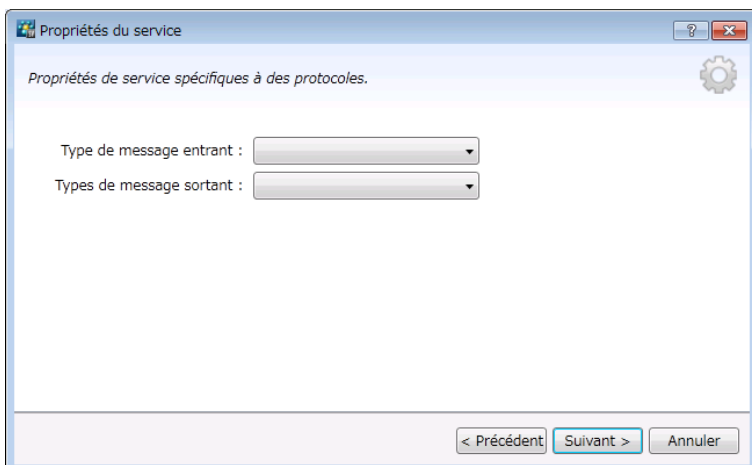 Propriétés du service
?
Propriétés de service spécifiques à des protocoles.
Type de message entrant :
Types de message sortant :
< Précédent Suivant > Annuler